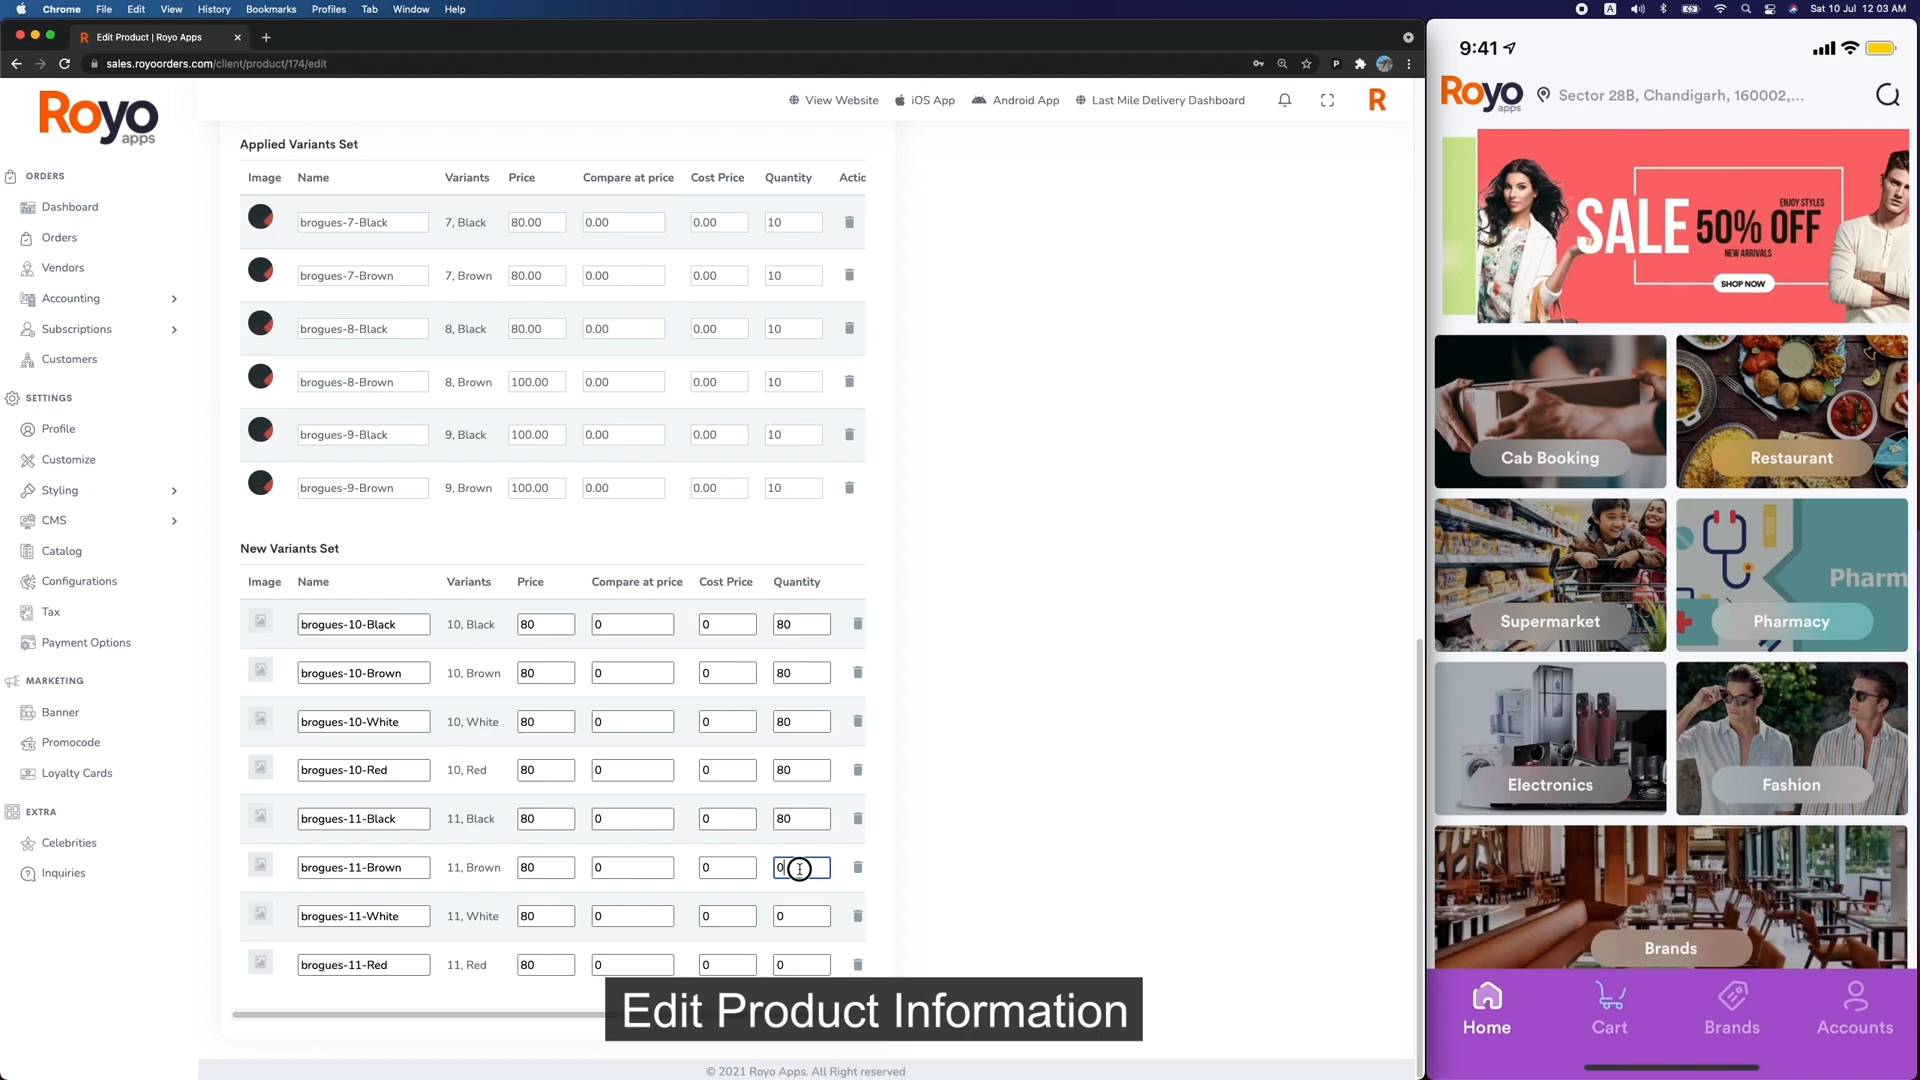 Chrome File Edit View History Bookmarks Profiles Tab Window Help
A
Sat 10 Jul 12:03 AM
Edit Product | Royo Apps
sales.royoorders.com/client/product/174/edit
P
Royo
apps
View Website iOS App Android App Last Mile Delivery Dashboard
R
ORDERS
Dashboard
Orders
Vendors
Accounting
Subscriptions
Customers
SETTINGS
Profile
Customize
Styling
CMS
Catalog
Configurations
Tax
Payment Options
MARKETING
Banner
Promocode
Loyalty Cards
EXTRA
Celebrities
Inquiries
Applied Variants Set
Image Name Variants Price Compare at price Cost Price Quantity Actic
brogues-7-Black 7, Black 80.00 0.00 0.00 10
brogues-7-Brown 7, Brown 80.00 0.00 0.00 10
brogues-8-Black 8, Black 80.00 0.00 0.00 10
brogues-8-Brown 8, Brown 100.00 0.00 0.00 10
brogues-9-Black 9, Black 100.00 0.00 0.00 10
brogues-9-Brown 9, Brown 100.00 0.00 0.00 10
New Variants Set
Image Name Variants Price Compare at price Cost Price Quantity
brogues-10-Black 10, Black 80 0 0 80
brogues-10-Brown 10, Brown 80 0 0 80
brogues-10-White 10, White 80 0 0 80
brogues-10-Red 10, Red 80 0 0 80
brogues-11-Black 11, Black 80 0 0 80
brogues-11-Brown 11, Brown 80 0 0 0
brogues-11-White 11, White 80 0 0 0
brogues-11-Red 11, Red 80 0 0 0
Edit Product Information
© 2021 Royo Apps. All Right reserved
9:41
Royo
apps
Sector 28B, Chandigarh, 160002,...
SALE 50% OFF
ENJOY STYLES
NEW ARRIVALS
SHOP NOW
Cab Booking
Restaurant
Supermarket
Pharm
Pharmacy
Electronics
Fashion
Brands
Home Cart Brands Accounts